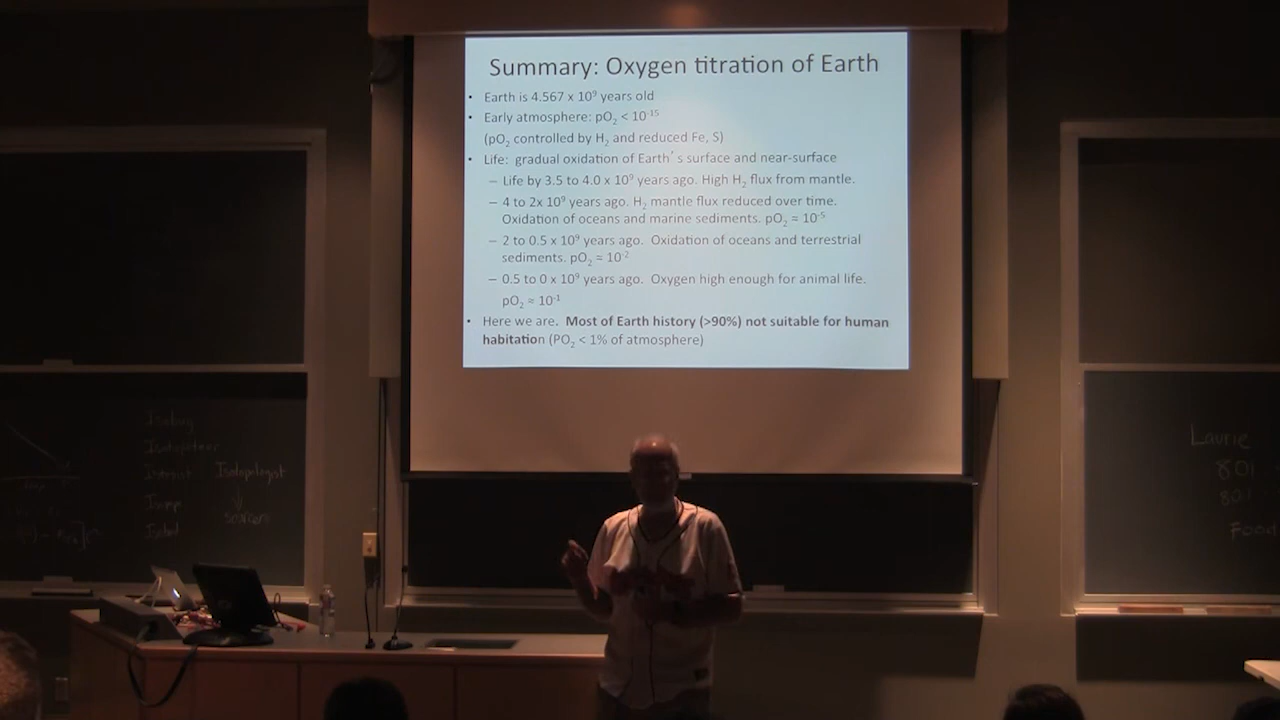 Summary: Oxygen titration of Earth
• Earth is 4.567 x 10⁹ years old
• Early atmosphere: pO₂ < 10⁻¹⁵
(pO₂ controlled by H₂ and reduced Fe, S)
• Life: gradual oxidation of Earth's surface and near-surface
– Life by 3.5 to 4.0 x 10⁹ years ago. High H₂ flux from mantle.
– 4 to 2x 10⁹ years ago. H₂ mantle flux reduced over time.
Oxidation of oceans and marine sediments. pO₂ = 10⁻⁵
– 2 to 0.5 x 10⁹ years ago. Oxidation of oceans and terrestrial
sediments. pO₂ = 10⁻²
– 0.5 to 0 x 10⁹ years ago. Oxygen high enough for animal life.
pO₂ ≈ 10⁻¹
• Here we are. Most of Earth history (>90%) not suitable for human
habitation (PO₂ < 1% of atmosphere)
Isotopologist
Laurie
801
801
Food